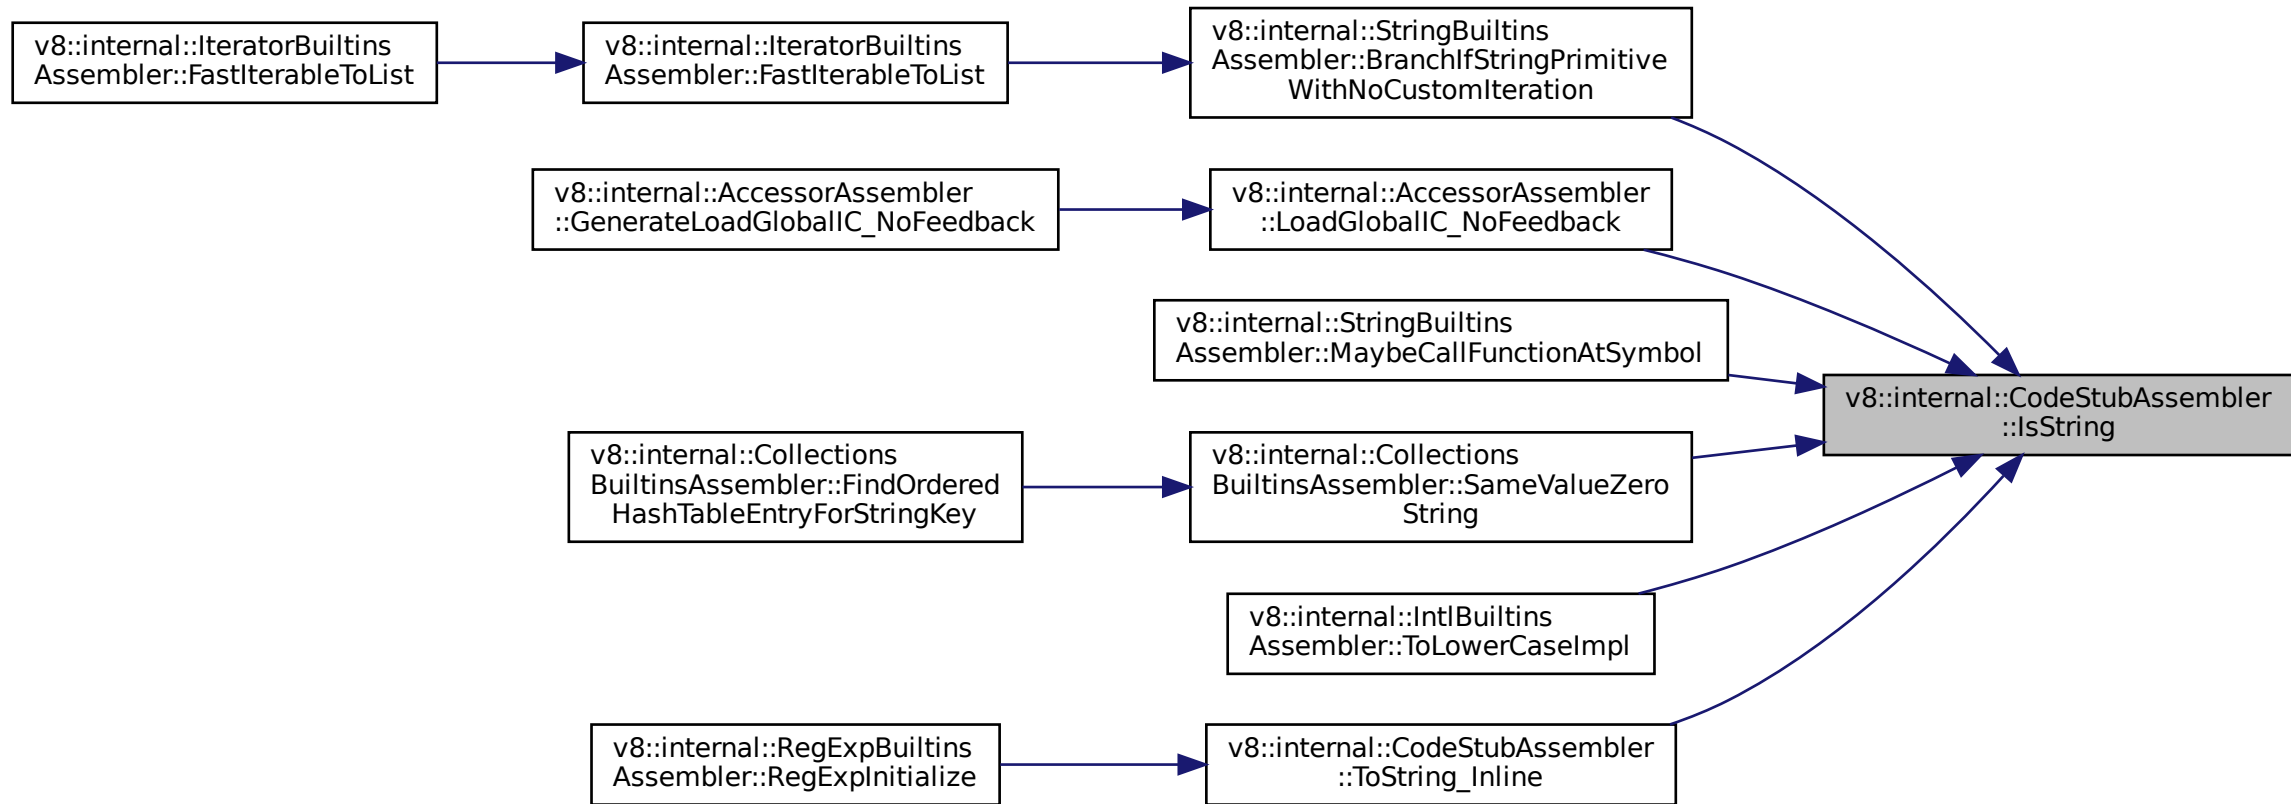 v8::internal::IteratorBuiltins
Assembler::FastIterableToList
v8::internal::IteratorBuiltins
Assembler::FastIterableToList
v8::internal::StringBuiltins
Assembler::BranchIfStringPrimitive
WithNoCustomIteration
v8::internal::AccessorAssembler
::GenerateLoadGlobalIC_NoFeedback
v8::internal::AccessorAssembler
::LoadGlobalIC_NoFeedback
v8::internal::StringBuiltins
Assembler::MaybeCallFunctionAtSymbol
v8::internal::CodeStubAssembler
::IsString
v8::internal::Collections
BuiltinsAssembler::FindOrdered
HashTableEntryForStringKey
v8::internal::Collections
BuiltinsAssembler::SameValueZero
String
v8::internal::IntlBuiltins
Assembler::ToLowerCaseImpl
v8::internal::RegExpBuiltins
Assembler::RegExpInitialize
v8::internal::CodeStubAssembler
::ToString_Inline